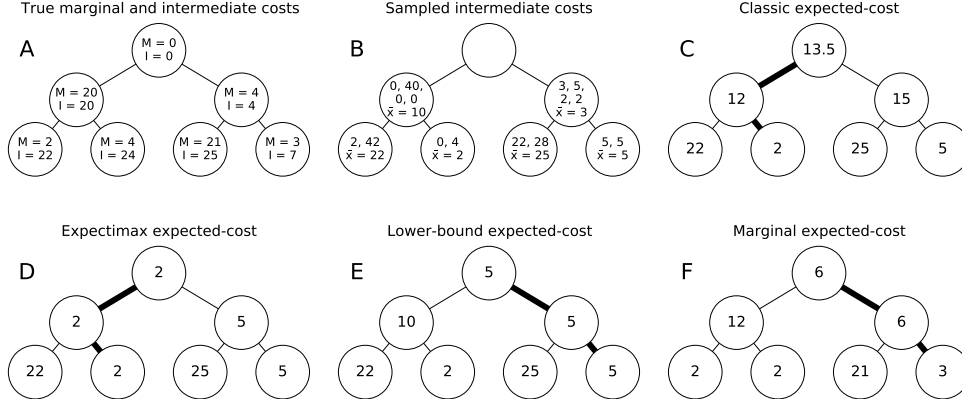 True marginal and intermediate costs
A
M = 0
I = 0
M = 20
I = 20
M = 4
I = 4
M = 2
I = 22
M = 4
I = 24
M = 21
I = 25
M = 3
I = 7
Sampled intermediate costs
B
0, 40,
0, 0
x̄ = 10
3, 5,
2, 2
x̄ = 3
2, 42
x̄ = 22
0, 4
x̄ = 2
22, 28
x̄ = 25
5, 5
x̄ = 5
Classic expected-cost
C
13.5
12
15
22
2
25
5
Expectimax expected-cost
D
2
2
5
22
2
25
5
Lower-bound expected-cost
E
5
10
5
22
2
25
5
Marginal expected-cost
F
6
12
6
2
2
21
3